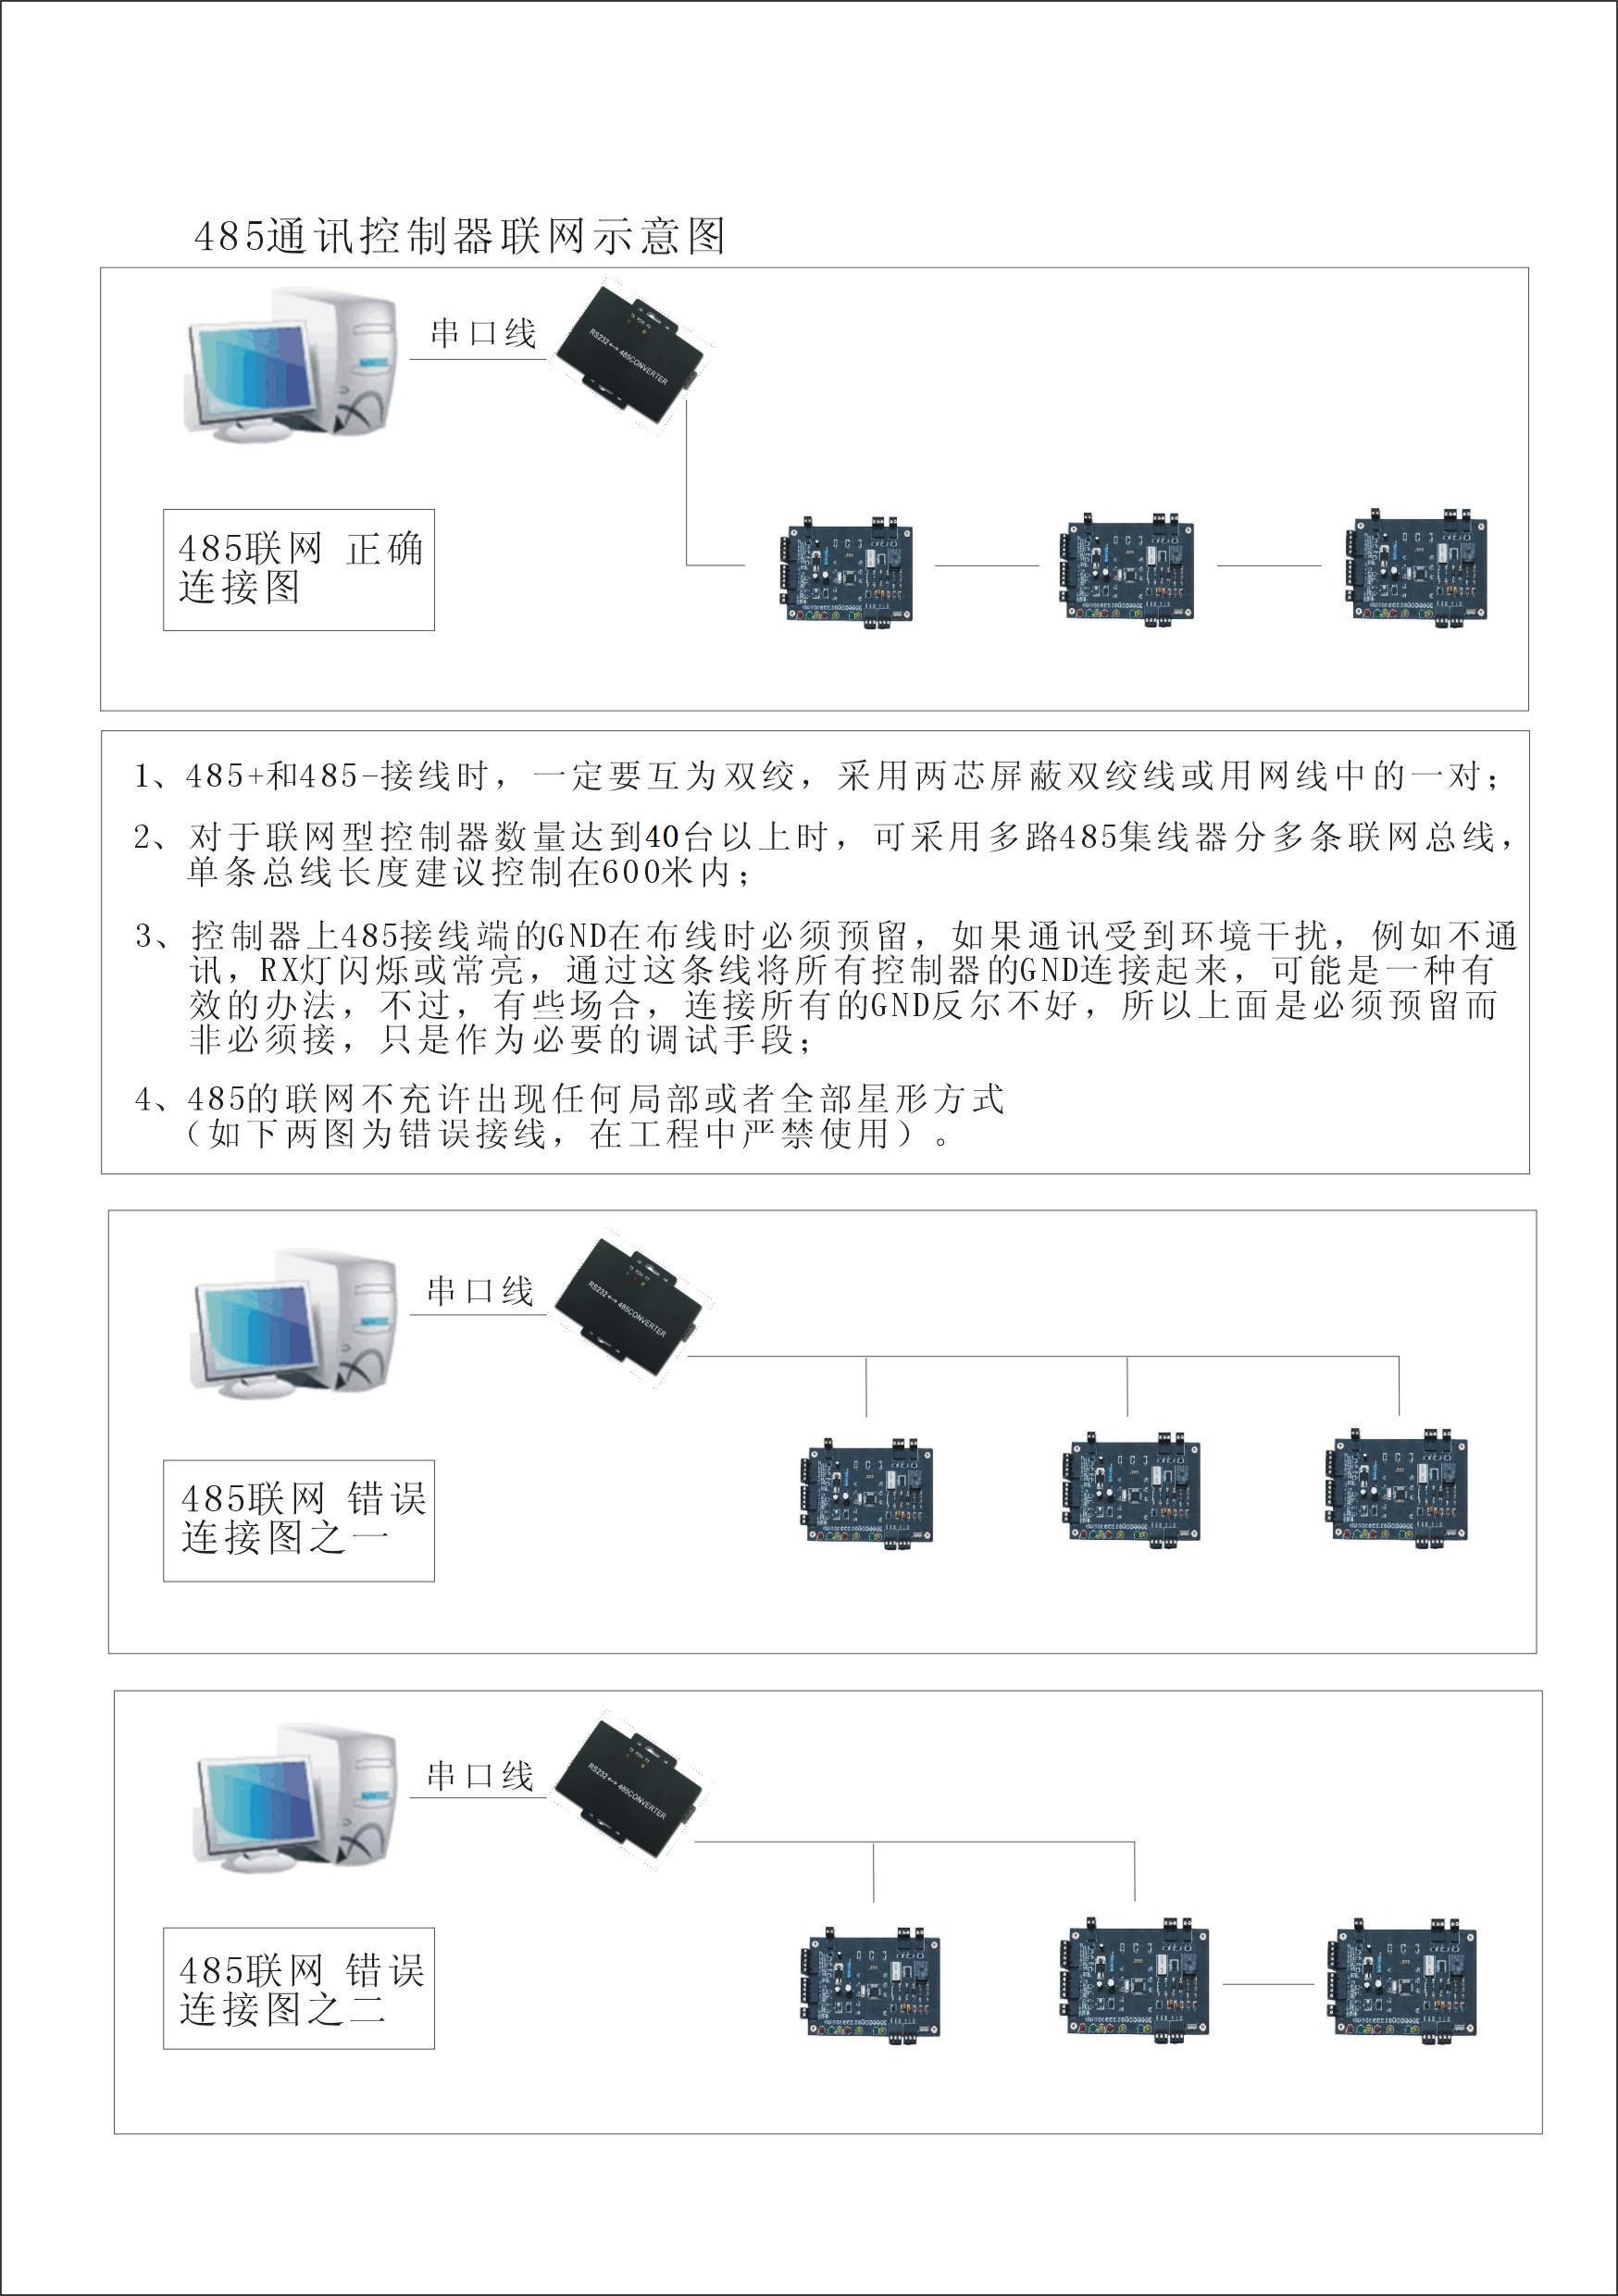 485通讯控制器联网示意图
串口线
RS232↔485CONVERTER
485联网 正确
连接图
1、485+和485-接线时，一定要互为双绞，采用两芯屏蔽双绞线或用网线中的一对；
2、对于联网型控制器数量达到40台以上时，可采用多路485集线器分多条联网总线，
单条总线长度建议控制在600米内；
3、控制器上485接线端的GND在布线时必须预留，如果通讯受到环境干扰，例如不通
讯，RX灯闪烁或常亮，通过这条线将所有控制器的GND连接起来，可能是一种有
效的办法，不过，有些场合，连接所有的GND反尔不好，所以上面是必须预留而
非必须接，只是作为必要的调试手段；
4、485的联网不充许出现任何局部或者全部星形方式
（如下两图为错误接线，在工程中严禁使用）。
串口线
RS232↔485CONVERTER
485联网 错误
连接图之一
串口线
RS232↔485CONVERTER
485联网 错误
连接图之二